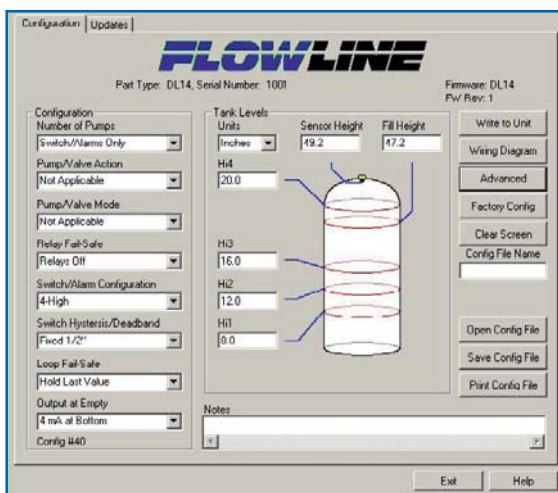 Configuration
Updates
FLOWLINE
Part Type: DL14, Serial Number: 1001
Firmware: DL14
FW Rev: 1
Configuration
Number of Pumps
Switch/Alarms Only
Pump/Valve Action
Not Applicable
Pump/Valve Mode
Not Applicable
Relay Fail-Safe
Relays Off
Switch/Alarm Configuration
4-High
Switch Hystersis/Deadband
Fixed 1/2"
Loop Fail-Safe
Hold Last Value
Output at Empty
4 mA at Bottom
Config #40
Tank Levels
Units
Inches
Sensor Height
49.2
Fill Height
47.2
Hi4
20.0
Hi3
16.0
Hi2
12.0
Hi1
8.0
Notes
Write to Unit
Wiring Diagram
Advanced
Factory Config
Clear Screen
Config File Name
Open Config File
Save Config File
Print Config File
Exit
Help